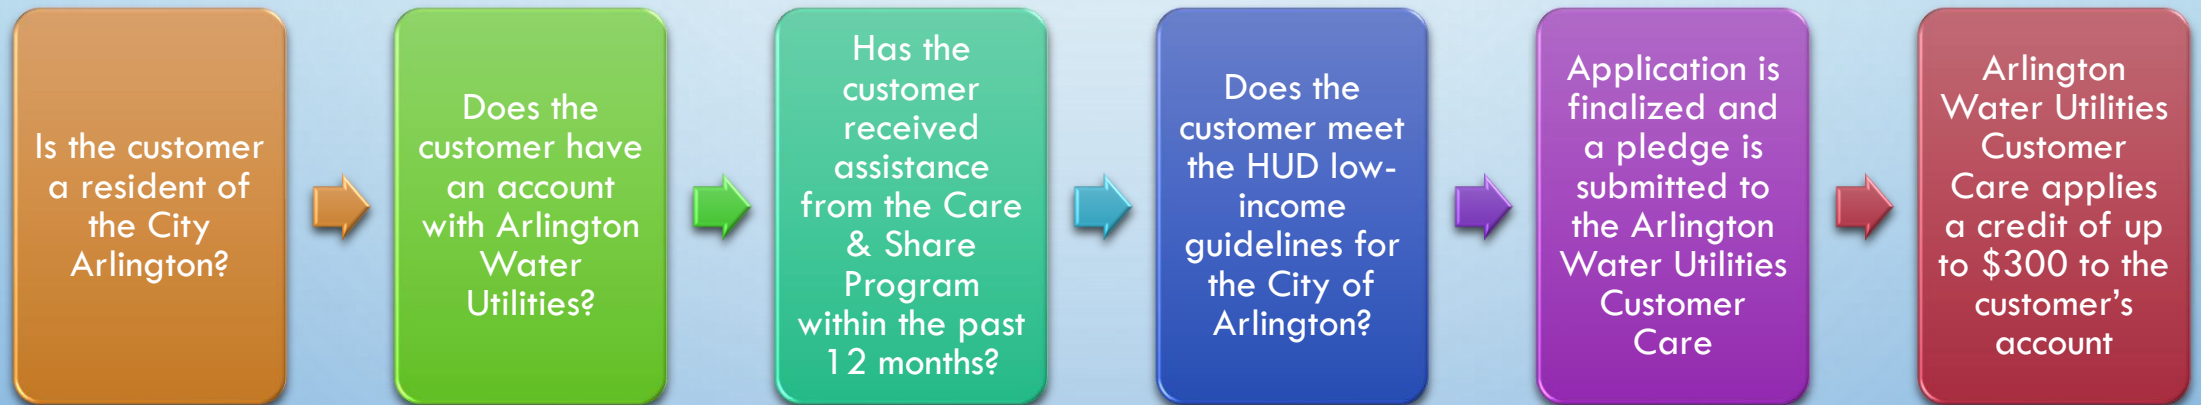 Is the customer
a resident of
the City
Arlington?
Does the
customer have
an account
with Arlington
Water
Utilities?
Has the
customer
received
assistance
from the Care
& Share
Program
within the past
12 months?
Does the
customer meet
the HUD low-
income
guidelines for
the City of
Arlington?
Application is
finalized and
a pledge is
submitted to
the Arlington
Water Utilities
Customer
Care
Arlington
Water Utilities
Customer
Care applies
a credit of up
to $300 to the
customer’s
account